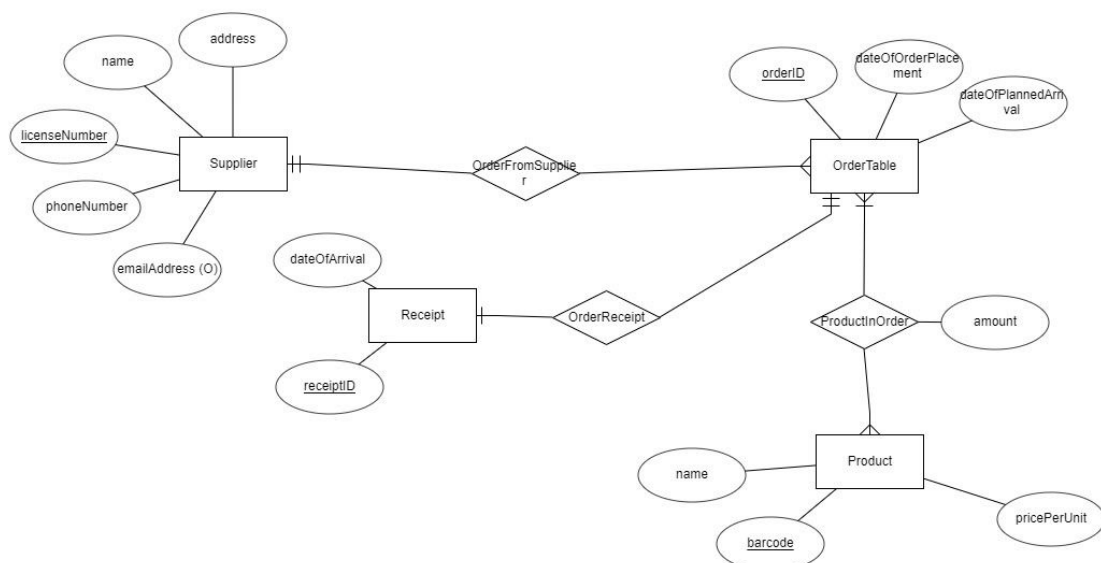 address
name
licenseNumber
Supplier
phoneNumber
emailAddress (O)
OrderFromSupplie
r
orderID
dateOfOrderPlace
ment
dateOfPlannedArri
val
OrderTable
dateOfArrival
Receipt
receiptID
OrderReceipt
ProductInOrder
amount
Product
name
barcode
pricePerUnit